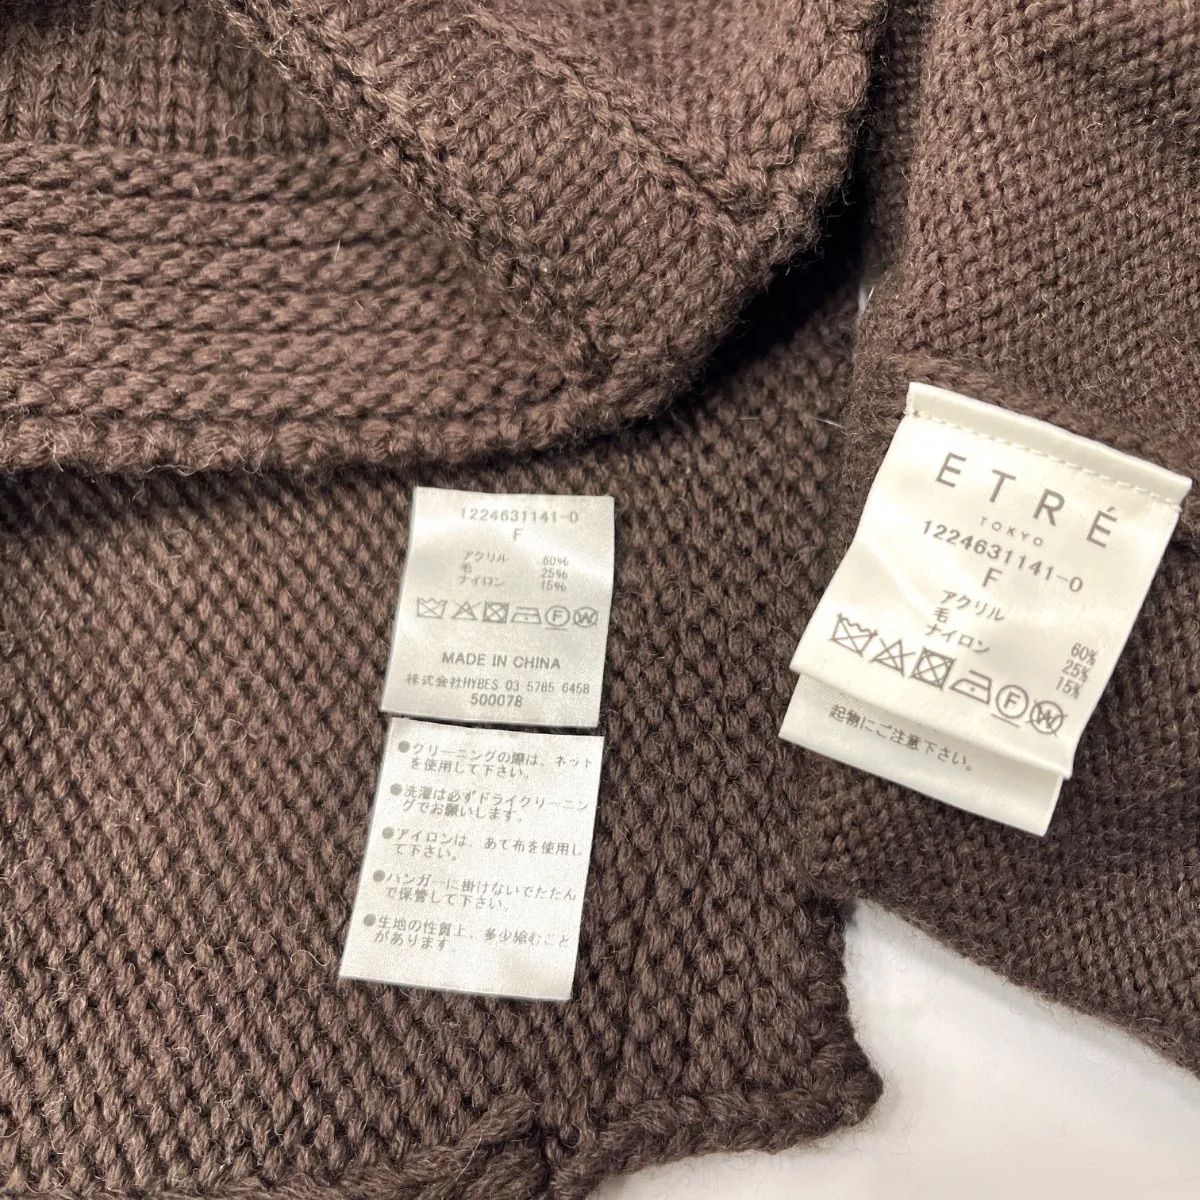 1224631141-0
F
アクリル 60%
毛 25%
ナイロン 15%
F W
MADE IN CHINA
株式会社HYBES 03 5785 6458
500078
●クリーニングの際は、ネット
を使用して下さい。
●洗濯は必ずドライクリーニン
グでお願いします。
●アイロンは、あて布を使用し
て下さい。
●ハンガーに掛けないでたたん
で保管して下さい。
●生地の性質上、多少縮むこと
があります
ETRÉ
TOKYO
1224631141-0
F
アクリル 60%
毛 25%
ナイロン 15%
F W
起物にご注意下さい。